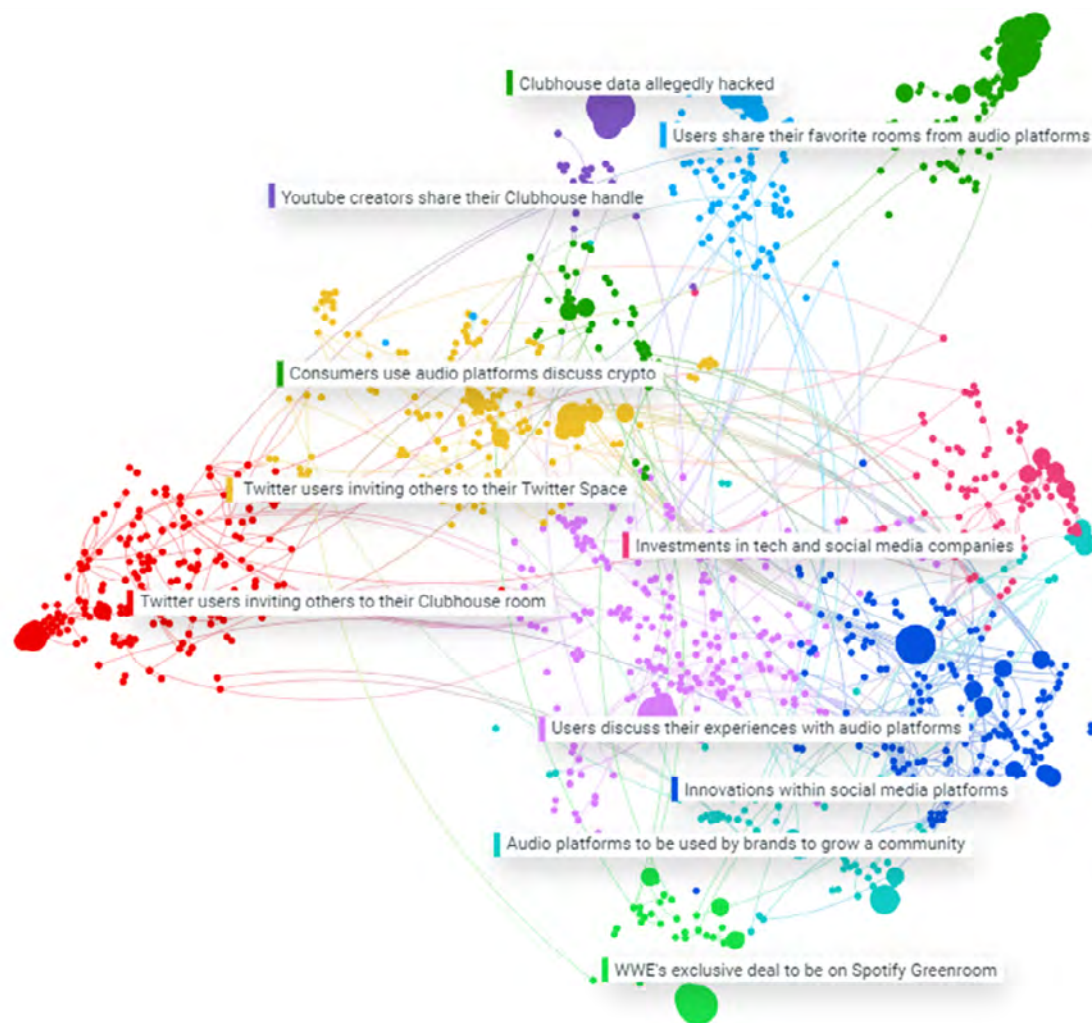 Clubhouse data allegedly hacked
Users share their favorite rooms from audio platforms
Youtube creators share their Clubhouse handle
Consumers use audio platforms discuss crypto
Twitter users inviting others to their Twitter Space
Investments in tech and social media companies
Twitter users inviting others to their Clubhouse room
Users discuss their experiences with audio platforms
Innovations within social media platforms
Audio platforms to be used by brands to grow a community
WWE's exclusive deal to be on Spotify Greenroom